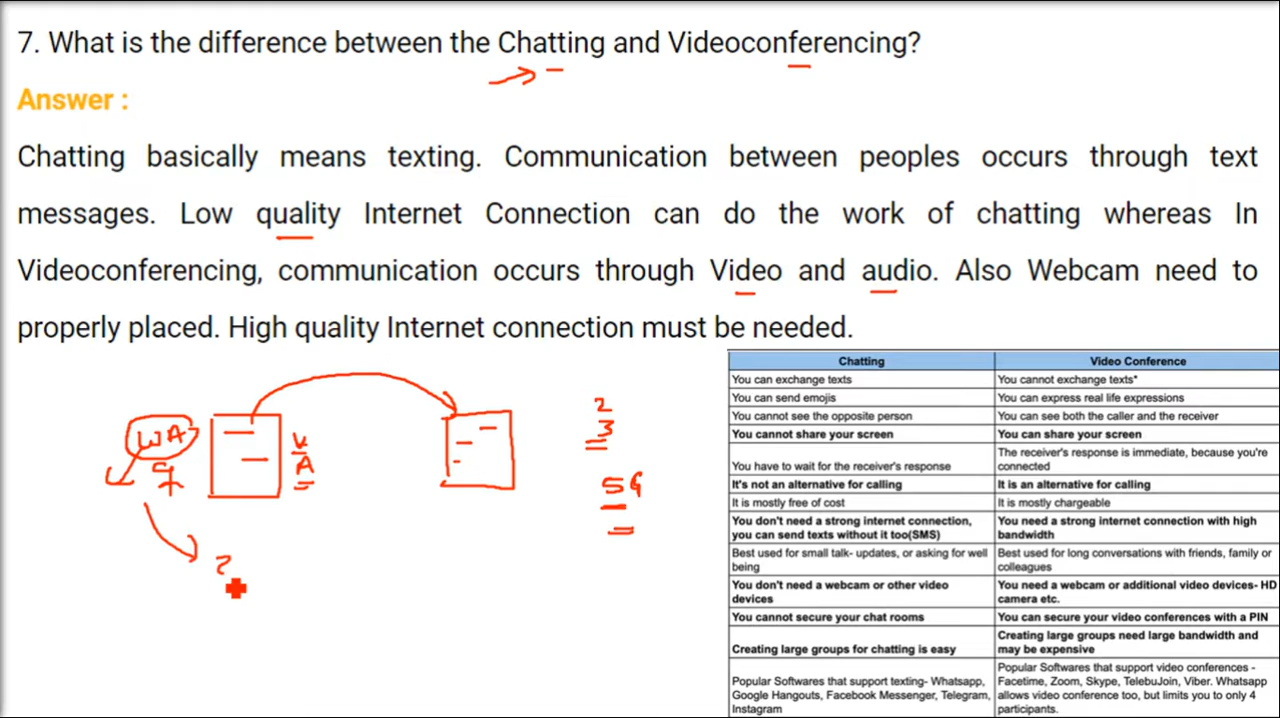 7. What is the difference between the Chatting and Videoconferencing?
Answer :
Chatting basically means texting. Communication between peoples occurs through text
messages. Low quality Internet Connection can do the work of chatting whereas In
Videoconferencing, communication occurs through Video and audio. Also Webcam need to
properly placed. High quality Internet connection must be needed.
WA
V
A
2
3
5G
2
Chatting Video Conference
You can exchange texts You cannot exchange texts*
You can send emojis You can express real life expressions
You cannot see the opposite person You can see both the caller and the receiver
You cannot share your screen You can share your screen
You have to wait for the receiver's response
The receiver's response is immediate, because you're
connected
It's not an alternative for calling It is an alternative for calling
It is mostly free of cost It is mostly chargeable
You don't need a strong internet connection,
you can send texts without it too(SMS)
You need a strong internet connection with high
bandwidth
Best used for small talk- updates, or asking for well
being
Best used for long conversations with friends, family or
colleagues
You don't need a webcam or other video
devices
You need a webcam or additional video devices- HD
camera etc.
You cannot secure your chat rooms You can secure your video conferences with a PIN
Creating large groups for chatting is easy
Creating large groups need large bandwidth and
may be expensive
Popular Softwares that support texting- Whatsapp,
Google Hangouts, Facebook Messenger, Telegram,
Instagram
Popular Softwares that support video conferences -
Facetime, Zoom, Skype, TelebuJoin, Viber. Whatsapp
allows video conference too, but limits you to only 4
participants.